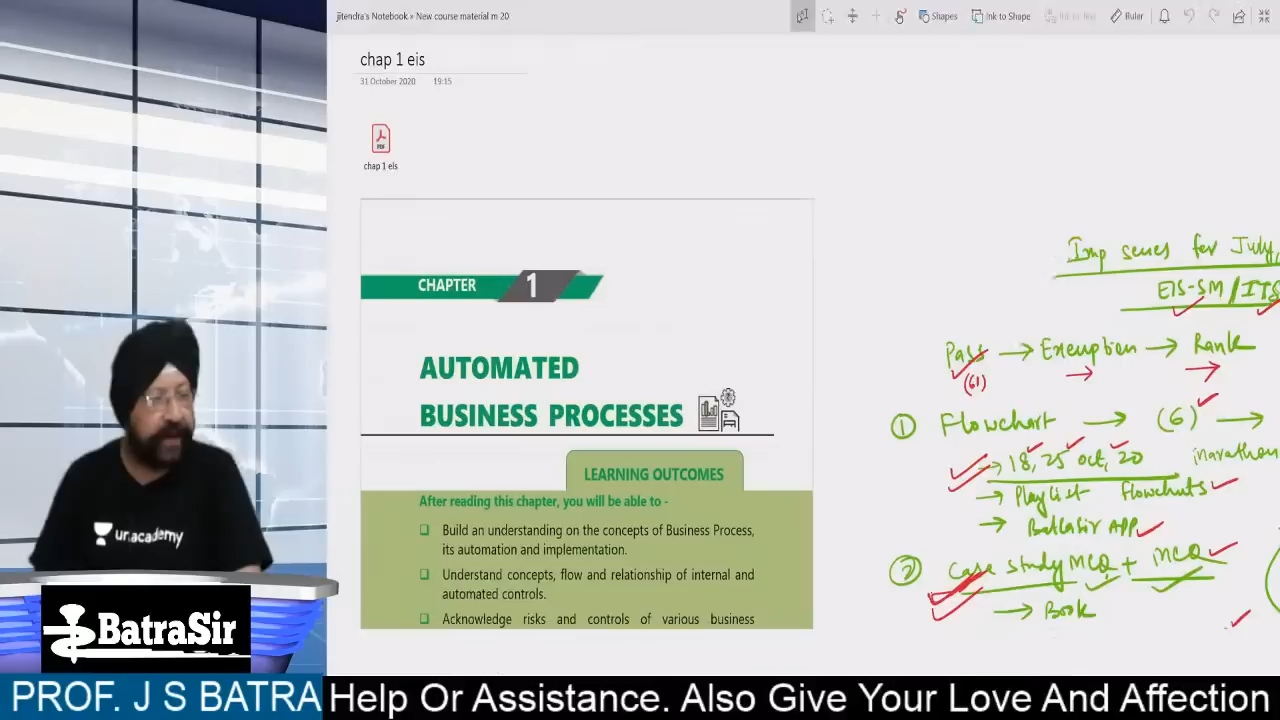 jitendra's Notebook » New course material m 20
Shapes
Ink to Shape
Ink to Text
Ruler
chap 1 eis
31 October 2020 19:15
PDF
chap 1 eis
CHAPTER 1
AUTOMATED
BUSINESS PROCESSES
LEARNING OUTCOMES
After reading this chapter, you will be able to -
Build an understanding on the concepts of Business Process,
its automation and implementation.
Understand concepts, flow and relationship of internal and
automated controls.
Acknowledge risks and controls of various business
Imp series for July,
EIS-SM/ITS
Pass → Exemption → Rank
(61) → →
① Flowchart → (6) →
→ 18, 25 oct, 20 marathon
→ Playlist Flowcharts
→ BatraSir APP
② Case study MCQ + MCQ
→ Book
unacademy
BatraSir
PROF. J S BATRA
Help Or Assistance. Also Give Your Love And Affection